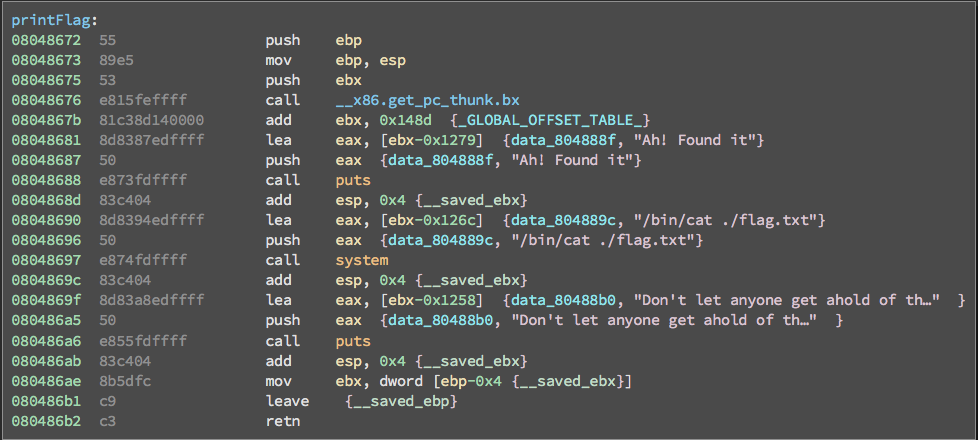 printFlag:
08048672 55 push ebp
08048673 89e5 mov ebp, esp
08048675 53 push ebx
08048676 e815feffff call __x86.get_pc_thunk.bx
0804867b 81c38d140000 add ebx, 0x148d {_GLOBAL_OFFSET_TABLE_}
08048681 8d8387edffff lea eax, [ebx-0x1279] {data_804888f, "Ah! Found it"}
08048687 50 push eax {data_804888f, "Ah! Found it"}
08048688 e873fdffff call puts
0804868d 83c404 add esp, 0x4 {__saved_ebx}
08048690 8d8394edffff lea eax, [ebx-0x126c] {data_804889c, "/bin/cat ./flag.txt"}
08048696 50 push eax {data_804889c, "/bin/cat ./flag.txt"}
08048697 e874fdffff call system
0804869c 83c404 add esp, 0x4 {__saved_ebx}
0804869f 8d83a8edffff lea eax, [ebx-0x1258] {data_80488b0, "Don't let anyone get ahold of th…" }
080486a5 50 push eax {data_80488b0, "Don't let anyone get ahold of th…" }
080486a6 e855fdffff call puts
080486ab 83c404 add esp, 0x4 {__saved_ebx}
080486ae 8b5dfc mov ebx, dword [ebp-0x4 {__saved_ebx}]
080486b1 c9 leave {__saved_ebp}
080486b2 c3 retn